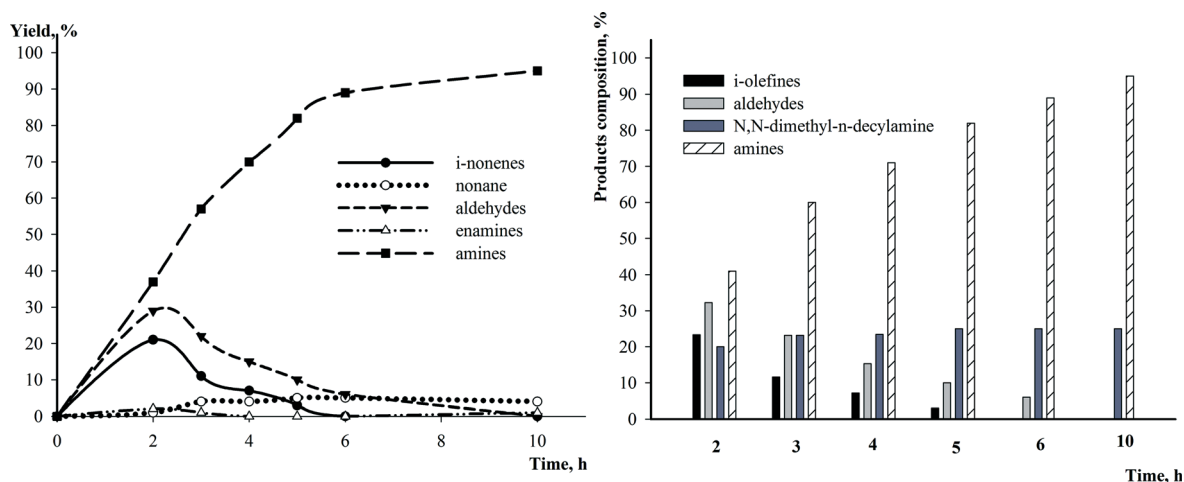 Yield, %
100
90
80
70
60
50
40
30
20
10
0
0 2 4 6 8 10
Time, h
i-nonenes
nonane
aldehydes
enamines
amines
Products composition, %
100
90
80
70
60
50
40
30
20
10
0
i-olefines
aldehydes
N,N-dimethyl-n-decylamine
amines
2 3 4 5 6 10
Time, h